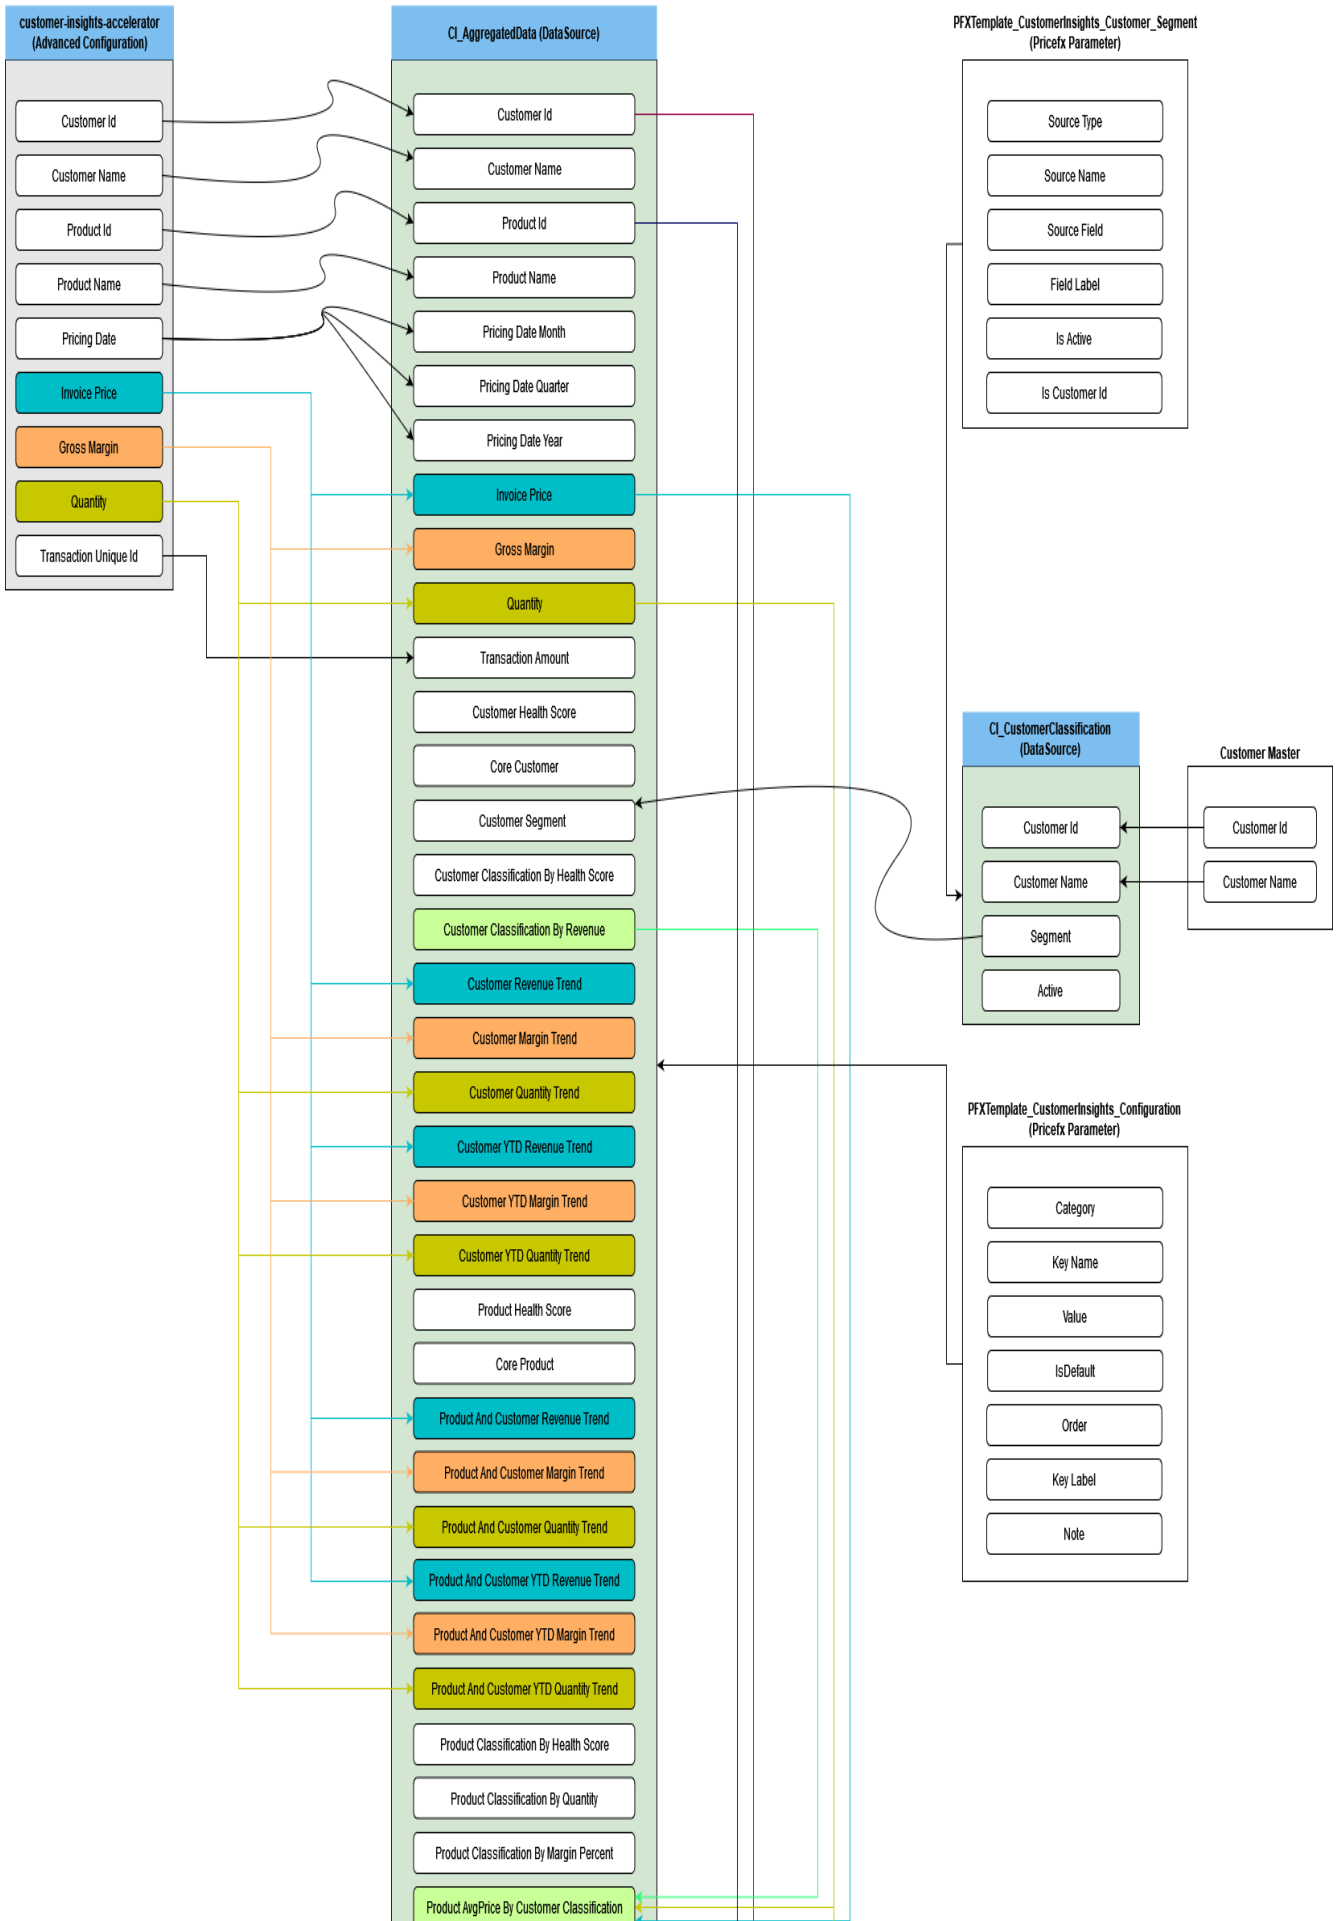 customer-insights-accelerator
(Advanced Configuration)
Customer Id
Customer Name
Product Id
Product Name
Pricing Date
Invoice Price
Gross Margin
Quantity
Transaction Unique Id
CI_AggregatedData (DataSource)
Customer Id
Customer Name
Product Id
Product Name
Pricing Date Month
Pricing Date Quarter
Pricing Date Year
Invoice Price
Gross Margin
Quantity
Transaction Amount
Customer Health Score
Core Customer
Customer Segment
Customer Classification By Health Score
Customer Classification By Revenue
Customer Revenue Trend
Customer Margin Trend
Customer Quantity Trend
Customer YTD Revenue Trend
Customer YTD Margin Trend
Customer YTD Quantity Trend
Product Health Score
Core Product
Product And Customer Revenue Trend
Product And Customer Margin Trend
Product And Customer Quantity Trend
Product And Customer YTD Revenue Trend
Product And Customer YTD Margin Trend
Product And Customer YTD Quantity Trend
Product Classification By Health Score
Product Classification By Quantity
Product Classification By Margin Percent
Product AvgPrice By Customer Classification
PFXTemplate_CustomerInsights_Customer_Segment
(Pricefx Parameter)
Source Type
Source Name
Source Field
Field Label
Is Active
Is Customer Id
CI_CustomerClassification
(DataSource)
Customer Id
Customer Name
Segment
Active
Customer Master
Customer Id
Customer Name
PFXTemplate_CustomerInsights_Configuration
(Pricefx Parameter)
Category
Key Name
Value
IsDefault
Order
Key Label
Note